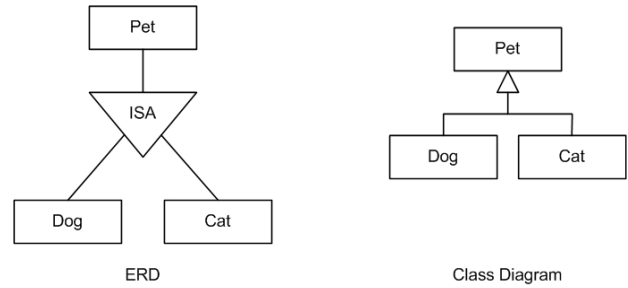 Pet
ISA
Dog
Cat
ERD
Pet
Dog
Cat
Class Diagram